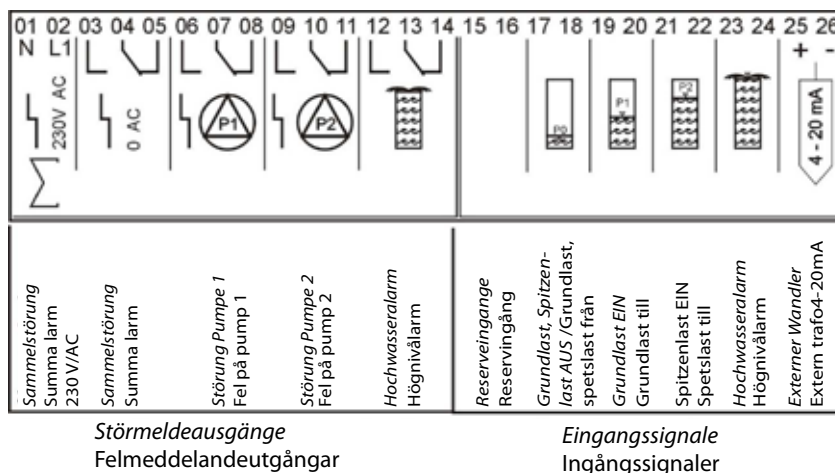 01 02 03 04 05 06 07 08 09 10 11 12 13 14 15 16 17 18 19 20 21 22 23 24 25 26
N L1
+ -
230V AC
0 AC
P1
P2
P0
P1
P2
4 - 20 mA
Sammelstörung
Summa larm
230 V/AC
Sammelstörung
Summa larm
Störung Pumpe 1
Fel på pump 1
Störung Pumpe 2
Fel på pump 2
Hochwasseralarm
Högnivålarm
Reserveingange
Reservingång
Grundlast, Spitzen-
last AUS /Grundlast,
spetslast från
Grundlast EIN
Grundlast till
Spitzenlast EIN
Spetslast till
Hochwasseralarm
Högnivålarm
Externer Wandler
Extern trafo4-20mA
Störmeldeausgänge
Felmeddelandeutgångar
Eingangssignale
Ingångssignaler